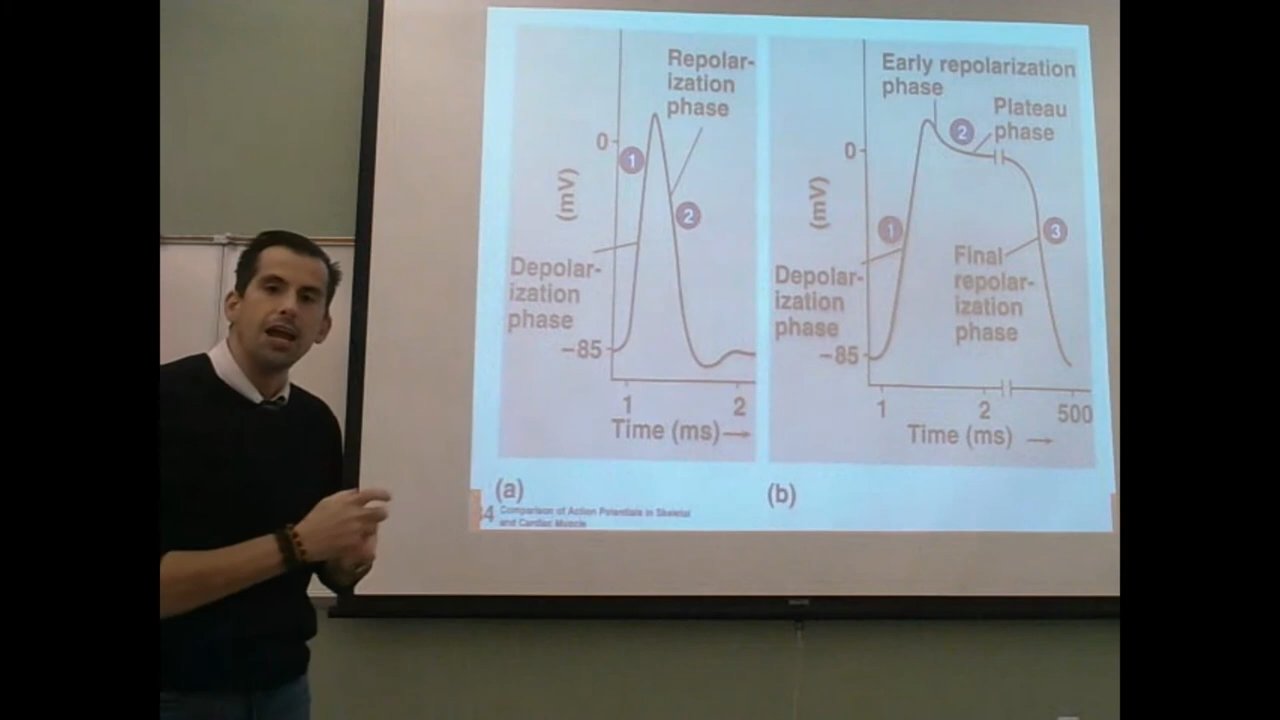 Repolar-
ization
phase
0
1
(mV)
2
Depolar-
ization
phase
-85
1
2
Time (ms)→
(a)
Early repolarization
phase
Plateau
phase
2
0
(mV)
1
3
Final
repolar-
ization
phase
Depolar-
ization
phase
-85
1
2
500
Time (ms) →
(b)
Comparison of Action Potentials in Skeletal
and Cardiac Muscle